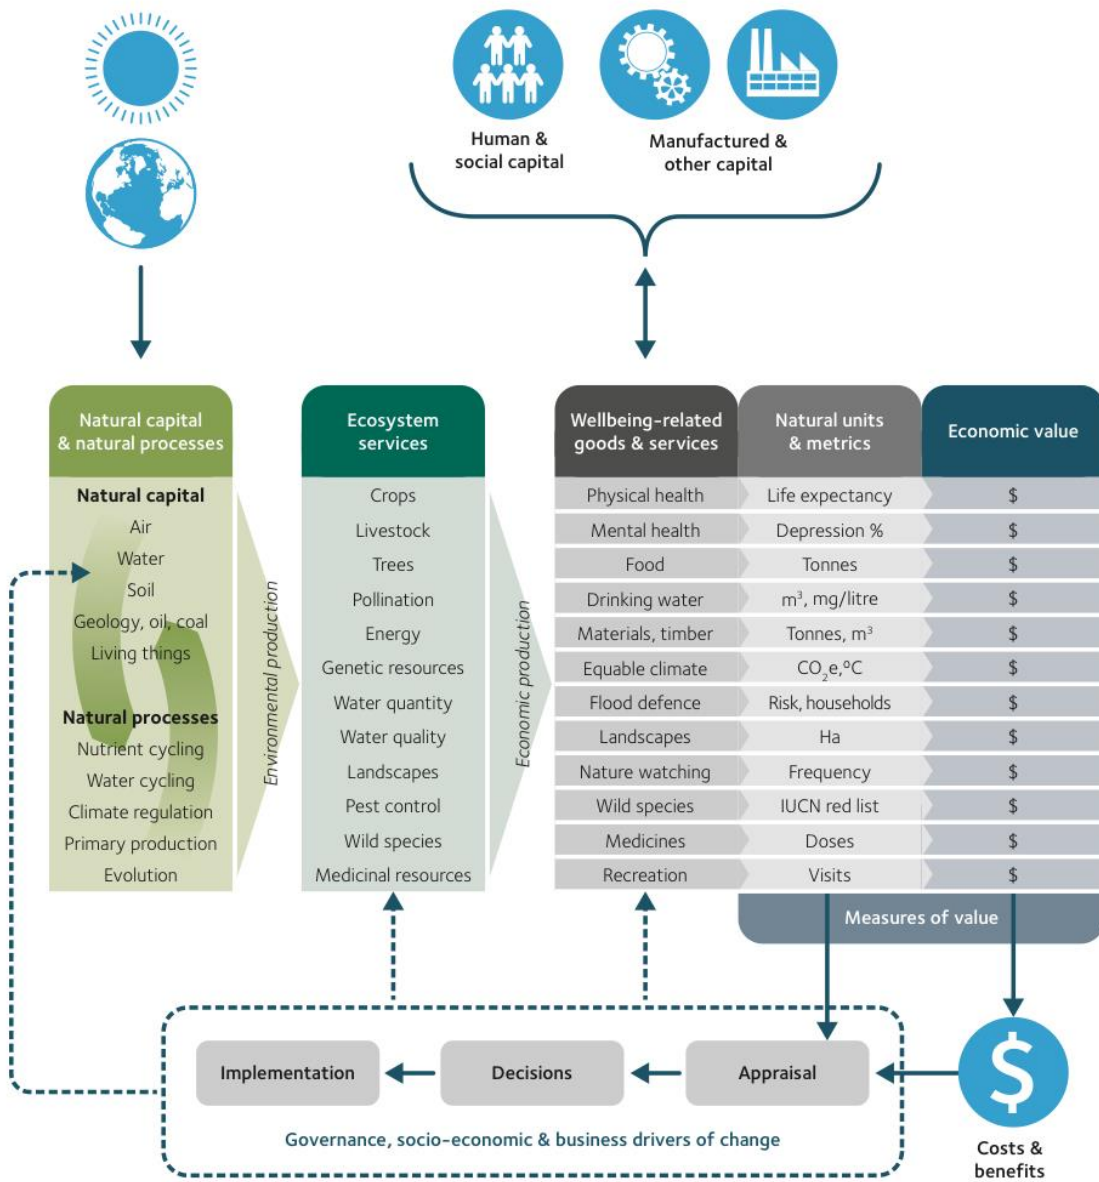 Human &
social capital
Manufactured &
other capital
Natural capital
& natural processes
Natural capital
Air
Water
Soil
Geology, oil, coal
Living things
Natural processes
Nutrient cycling
Water cycling
Climate regulation
Primary production
Evolution
Environmental production
Ecosystem
services
Crops
Livestock
Trees
Pollination
Energy
Genetic resources
Water quantity
Water quality
Landscapes
Pest control
Wild species
Medicinal resources
Economic production
Wellbeing-related
goods & services
Natural units
& metrics
Economic value
Physical health Life expectancy $
Mental health Depression % $
Food Tonnes $
Drinking water m³, mg/litre $
Materials, timber Tonnes, m³ $
Equable climate CO₂e,ºC $
Flood defence Risk, households $
Landscapes Ha $
Nature watching Frequency $
Wild species IUCN red list $
Medicines Doses $
Recreation Visits $
Measures of value
Implementation
Decisions
Appraisal
$
Governance, socio-economic & business drivers of change
Costs &
benefits